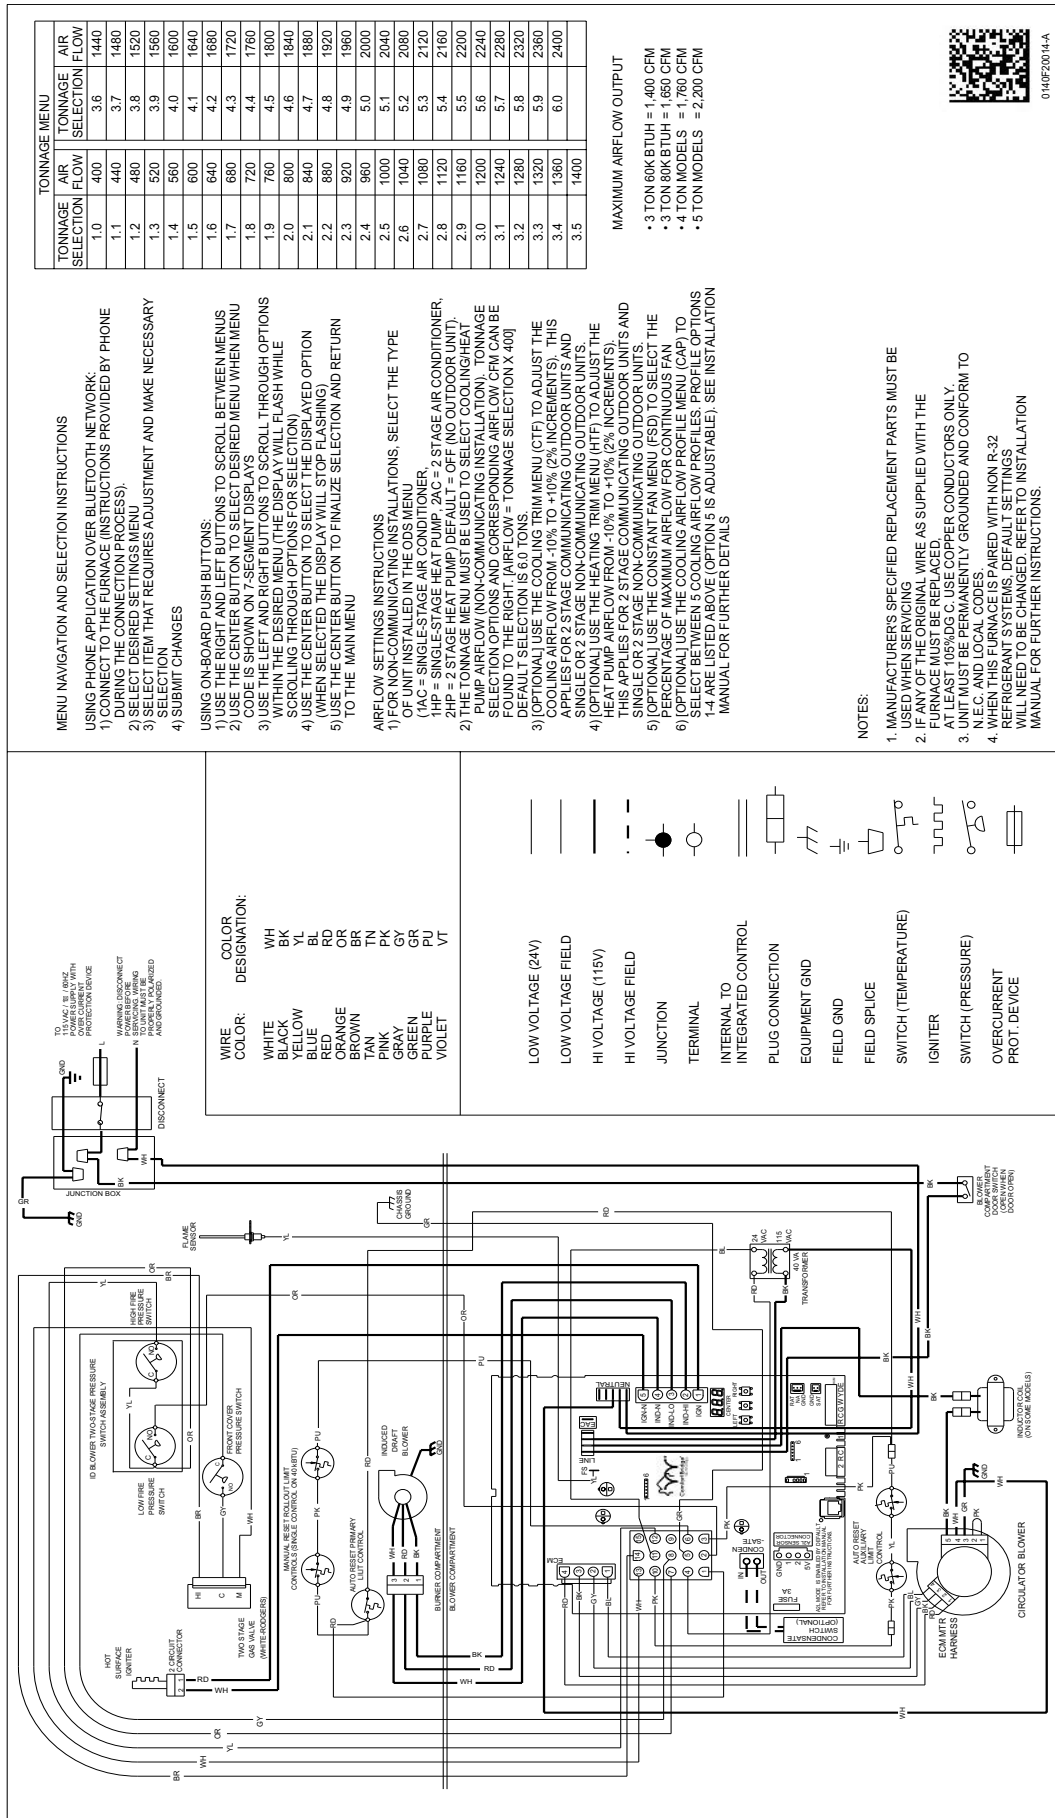 MENU NAVIGATION AND SELECTION INSTRUCTIONS
USING PHONE APPLICATION OVER BLUETOOTH NETWORK:
1) CONNECT TO THE FURNACE (INSTRUCTIONS PROVIDED BY PHONE
DURING THE CONNECTION PROCESS).
2) SELECT DESIRED SETTINGS MENU
3) SELECT ITEM THAT REQUIRES ADJUSTMENT AND MAKE NECESSARY
SELECTION
4) SUBMIT CHANGES
USING ON-BOARD PUSH BUTTONS:
1) USE THE RIGHT AND LEFT BUTTONS TO SCROLL BETWEEN MENUS
2) USE THE CENTER BUTTON TO SELECT DESIRED MENU WHEN MENU
CODE IS SHOWN ON 7-SEGMENT DISPLAYS
3) USE THE LEFT AND RIGHT BUTTONS TO SCROLL THROUGH OPTIONS
WITHIN THE DESIRED MENU (THE DISPLAY WILL FLASH WHILE
SCROLLING THROUGH OPTIONS FOR SELECTION)
4) USE THE CENTER BUTTON TO SELECT THE DISPLAYED OPTION
(WHEN SELECTED THE DISPLAY WILL STOP FLASHING)
5) USE THE CENTER BUTTON TO FINALIZE SELECTION AND RETURN
TO THE MAIN MENU
AIRFLOW SETTINGS INSTRUCTIONS
1) FOR NON-COMMUNICATING INSTALLATIONS, SELECT THE TYPE
OF UNIT INSTALLED IN THE ODS MENU
(1AC = SINGLE-STAGE AIR CONDITIONER,
1HP = SINGLE-STAGE HEAT PUMP, 2AC = 2 STAGE AIR CONDITIONER,
2HP = 2 STAGE HEAT PUMP) DEFAULT = OFF (NO OUTDOOR UNIT).
2) THE TONNAGE MENU MUST BE USED TO SELECT COOLING/HEAT
PUMP AIRFLOW (NON-COMMUNICATING INSTALLATION). TONNAGE
SELECTION OPTIONS AND CORRESPONDING AIRFLOW CFM CAN BE
FOUND TO THE RIGHT. [AIRFLOW = TONNAGE SELECTION X 400]
DEFAULT SELECTION IS 6.0 TONS.
3) [OPTIONAL] USE THE COOLING TRIM MENU (CTF) TO ADJUST THE
COOLING AIRFLOW FROM -10% TO +10% (2% INCREMENTS). THIS
APPLIES FOR 2 STAGE COMMUNICATING OUTDOOR UNITS AND
SINGLE OR 2 STAGE NON-COMMUNICATING OUTDOOR UNITS.
4) [OPTIONAL] USE THE HEATING TRIM MENU (HTF) TO ADJUST THE
HEAT PUMP AIRFLOW FROM -10% TO +10% (2% INCREMENTS).
THIS APPLIES FOR 2 STAGE COMMUNICATING OUTDOOR UNITS AND
SINGLE OR 2 STAGE NON-COMMUNICATING OUTDOOR UNITS.
5) [OPTIONAL] USE THE CONSTANT FAN MENU (FSD) TO SELECT THE
PERCENTAGE OF MAXIMUM AIRFLOW FOR CONTINUOUS FAN
6) [OPTIONAL] USE THE COOLING AIRFLOW PROFILE MENU (CAP) TO
SELECT BETWEEN 5 COOLING AIRFLOW PROFILES. PROFILE OPTIONS
1-4 ARE LISTED ABOVE (OPTION 5 IS ADJUSTABLE). SEE INSTALLATION
MANUAL FOR FURTHER DETAILS
NOTES:
1. MANUFACTURER'S SPECIFIED REPLACEMENT PARTS MUST BE
USED WHEN SERVICING
2. IF ANY OF THE ORIGINAL WIRE AS SUPPLIED WITH THE
FURNACE MUST BE REPLACED,
AT LEAST 105%DG C. USE COPPER CONDUCTORS ONLY.
3. UNIT MUST BE PERMANENTLY GROUNDED AND CONFORM TO
N.E.C, AND LOCAL CODES.
4. WHEN THIS FURNACE IS PAIRED WITH NON R-32
REFRIGERANT SYSTEMS, DEFAULT SETTINGS
WILL NEED TO BE CHANGED. REFER TO INSTALLATION
MANUAL FOR FURTHER INSTRUCTIONS.
TONNAGE MENU
TONNAGE SELECTION AIR FLOW TONNAGE SELECTION AIR FLOW
1.0 400 3.6 1440
1.1 440 3.7 1480
1.2 480 3.8 1520
1.3 520 3.9 1560
1.4 560 4.0 1600
1.5 600 4.1 1640
1.6 640 4.2 1680
1.7 680 4.3 1720
1.8 720 4.4 1760
1.9 760 4.5 1800
2.0 800 4.6 1840
2.1 840 4.7 1880
2.2 880 4.8 1920
2.3 920 4.9 1960
2.4 960 5.0 2000
2.5 1000 5.1 2040
2.6 1040 5.2 2080
2.7 1080 5.3 2120
2.8 1120 5.4 2160
2.9 1160 5.5 2200
3.0 1200 5.6 2240
3.1 1240 5.7 2280
3.2 1280 5.8 2320
3.3 1320 5.9 2360
3.4 1360 6.0 2400
3.5 1400
MAXIMUM AIRFLOW OUTPUT
• 3 TON 60K BTUH = 1,400 CFM
• 3 TON 80K BTUH = 1,650 CFM
• 4 TON MODELS = 1,760 CFM
• 5 TON MODELS = 2,200 CFM
0140F20014-A
WIRE COLOR: COLOR DESIGNATION:
WHITE WH
BLACK BK
YELLOW YL
BLUE BL
RED RD
ORANGE OR
BROWN BR
TAN TN
PINK PK
GRAY GY
GREEN GR
PURPLE PU
VIOLET VT
LOW VOLTAGE (24V)
LOW VOLTAGE FIELD
HI VOLTAGE (115V)
HI VOLTAGE FIELD
JUNCTION
TERMINAL
INTERNAL TO
INTEGRATED CONTROL
PLUG CONNECTION
EQUIPMENT GND
FIELD GND
FIELD SPLICE
SWITCH (TEMPERATURE)
IGNITER
SWITCH (PRESSURE)
OVERCURRENT
PROT. DEVICE
WARNING: DISCONNECT
POWER BEFORE
SERVICING. WIRING
TO UNIT MUST BE
PROPERLY POLARIZED
AND GROUNDED.
DISCONNECT
JUNCTION BOX
GND
FLAME
SENSOR
CHASSIS
GROUND
HIGH FIRE
PRESSURE
SWITCH
ID BLOWER TWO-STAGE PRESSURE
SWITCH ASSEMBLY
LOW FIRE
PRESSURE
SWITCH
FRONT COVER
PRESSURE SWITCH
TWO STAGE
GAS VALVE
(WHITE-RODGERS)
HI
C
M
HOT
SURFACE
IGNITER
2 CIRCUIT
CONNECTOR
MANUAL RESET ROLLOUT LIMIT
CONTROLS (SINGLE CONTROL ON 40kBTU)
INDUCED
DRAFT
BLOWER
BURNER COMPARTMENT
BLOWER COMPARTMENT
NEUTRAL
LINE
EAC
IGN-N
IND-N
IND-LO
IND-HI
IGN
LEFT
CENTER
RIGHT
24
VAC
115
VAC
40 VA
TRANSFORMER
BLOWER
COMPARTMENT
DOOR SWITCH
(OPEN WHEN
DOOR OPEN)
ECM
FUSE
3A
CONDENSATE
SWITCH
(OPTIONAL)
AUTO RESET
AUXILIARY
LIMIT
CONTROL
INDUCTOR COIL
(ON SOME MODELS)
ECM MTR
HARNESS
CIRCULATOR BLOWER